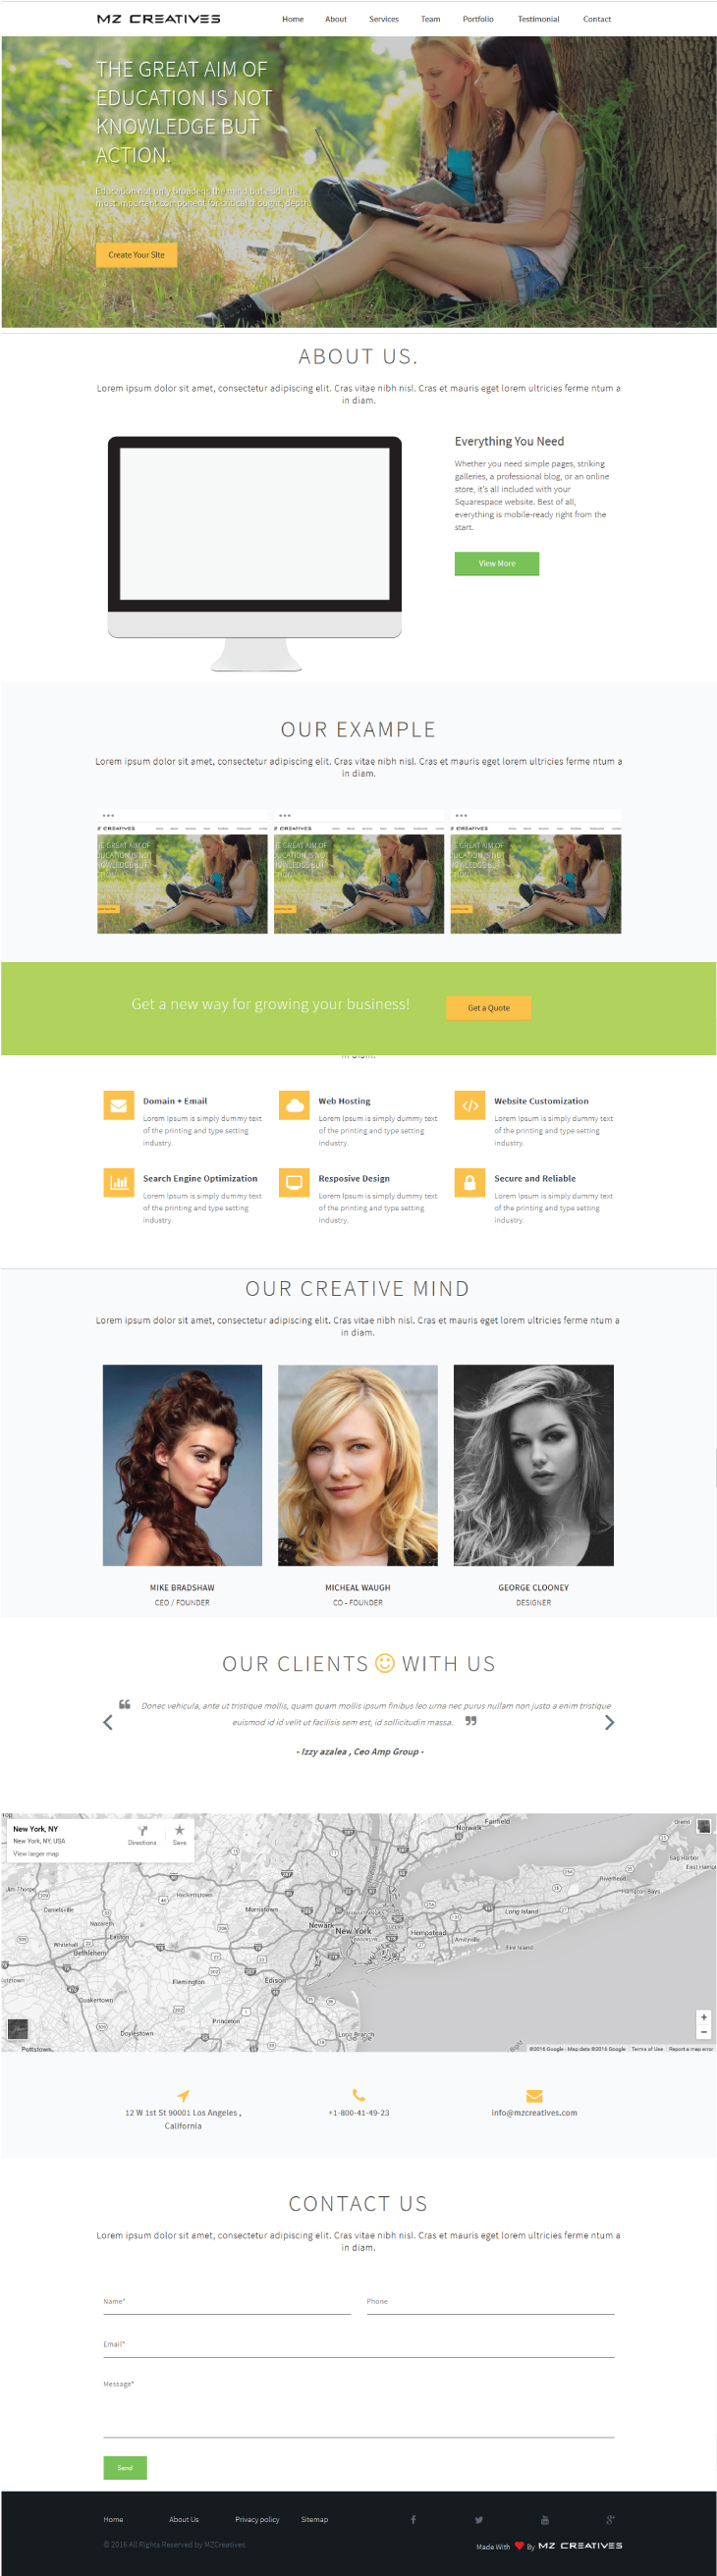 MZ CREATIVES
Home About Services Team Portfolio Testimonial Contact
THE GREAT AIM OF
EDUCATION IS NOT
KNOWLEDGE BUT
ACTION.
Education not only broadens the mind but adds the
most important component for critical thought, depth.
Create Your Site
ABOUT US.
Lorem ipsum dolor sit amet, consectetur adipiscing elit. Cras vitae nibh nisl. Cras et mauris eget lorem ultricies ferme ntum a
in diam.
Everything You Need
Whether you need simple pages, striking
galleries, a professional blog, or an online
store, it's all included with your
Squarespace website. Best of all,
everything is mobile-ready right from the
start.
View More
OUR EXAMPLE
Lorem ipsum dolor sit amet, consectetur adipiscing elit. Cras vitae nibh nisl. Cras et mauris eget lorem ultricies ferme ntum a
in diam.
Get a new way for growing your business!
Get a Quote
in diam.
Domain + Email
Lorem Ipsum is simply dummy text
of the printing and type setting
industry.
Web Hosting
Lorem Ipsum is simply dummy text
of the printing and type setting
industry.
Website Customization
Lorem Ipsum is simply dummy text
of the printing and type setting
industry.
Search Engine Optimization
Lorem Ipsum is simply dummy text
of the printing and type setting
industry.
Resposive Design
Lorem Ipsum is simply dummy text
of the printing and type setting
industry.
Secure and Reliable
Lorem Ipsum is simply dummy text
of the printing and type setting
industry.
OUR CREATIVE MIND
Lorem ipsum dolor sit amet, consectetur adipiscing elit. Cras vitae nibh nisl. Cras et mauris eget lorem ultricies ferme ntum a
in diam.
MIKE BRADSHAW
CEO / FOUNDER
MICHEAL WAUGH
CO - FOUNDER
GEORGE CLOONEY
DESIGNER
OUR CLIENTS WITH US
Donec vehicula, ante ut tristique mollis, quam quam mollis ipsum finibus leo urna nec purus nullam non justo a enim tristique
euismod id id velit ut facilisis sem est, id sollicitudin massa.
- Izzy azalea , Ceo Amp Group -
New York, NY
New York, NY, USA
View larger map
Directions
Save
Fairfield
Norwalk
Orient
Sag Harbor
East Hampt
Riverhead
Hampton Bays
Jim Thorpe
Hackettstown
Danielsville
Morristown
Long Island
Nazareth
Newark
New York
Easton
Hempstead
Amityville
Whitehall
Bethlehem
Fire Island
Edison
Flemington
Quakertown
Princeton
Doylestown
Long Branch
Pottstown
©2016 Google - Map data ©2016 Google Terms of Use Report a map error
12 W 1st St 90001 Los Angeles ,
Calfornia
+1-800-41-49-23
info@mzcreatives.com
CONTACT US
Lorem ipsum dolor sit amet, consectetur adipiscing elit. Cras vitae nibh nisl. Cras et mauris eget lorem ultricies ferme ntum a
in diam.
Name*
Phone
Email*
Message*
Send
Home About Us Privacy policy Sitemap
© 2016 All Rights Reserved by MZCreatives
Made With By MZ CREATIVES